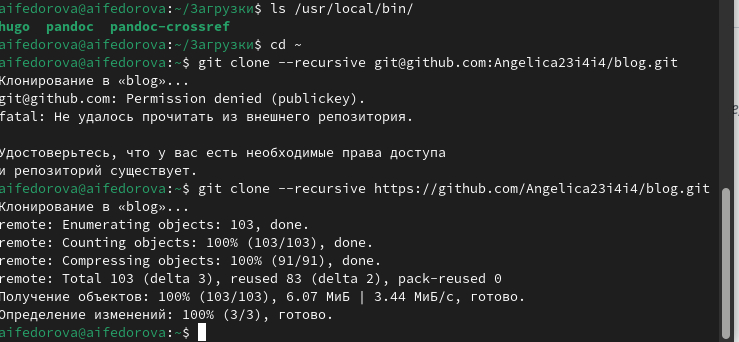 aifedorova@aifedorova:~/Загрузки$ ls /usr/local/bin/
hugo  pandoc  pandoc-crossref
aifedorova@aifedorova:~/Загрузки$ cd ~
aifedorova@aifedorova:~$ git clone --recursive git@github.com:Angelica23i4i4/blog.git
Клонирование в «blog»...
git@github.com: Permission denied (publickey).
fatal: Не удалось прочитать из внешнего репозитория.

Удостоверьтесь, что у вас есть необходимые права доступа
и репозиторий существует.
aifedorova@aifedorova:~$ git clone --recursive https://github.com/Angelica23i4i4/blog.git
Клонирование в «blog»...
remote: Enumerating objects: 103, done.
remote: Counting objects: 100% (103/103), done.
remote: Compressing objects: 100% (91/91), done.
remote: Total 103 (delta 3), reused 83 (delta 2), pack-reused 0
Получение объектов: 100% (103/103), 6.07 МиБ | 3.44 МиБ/с, готово.
Определение изменений: 100% (3/3), готово.
aifedorova@aifedorova:~$